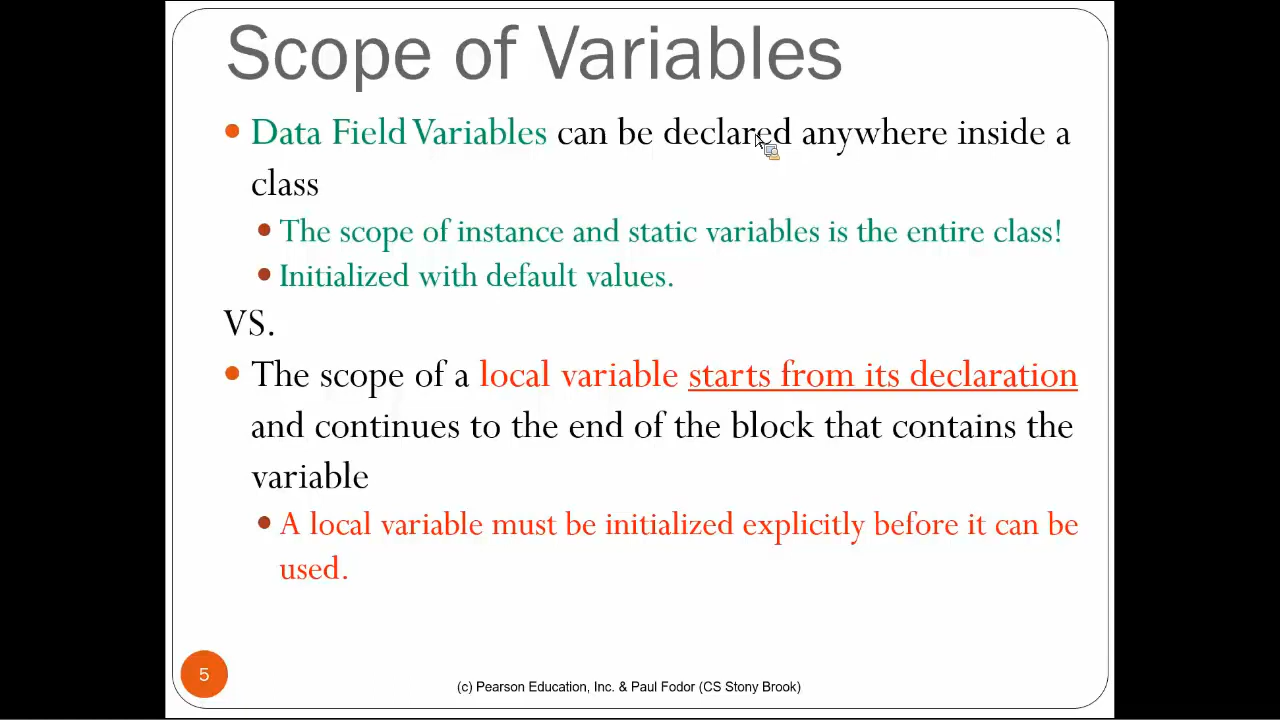 Scope of Variables
Data Field Variables can be declared anywhere inside a
class
The scope of instance and static variables is the entire class!
Initialized with default values.
VS.
The scope of a local variable starts from its declaration
and continues to the end of the block that contains the
variable
A local variable must be initialized explicitly before it can be
used.
5
(c) Pearson Education, Inc. & Paul Fodor (CS Stony Brook)